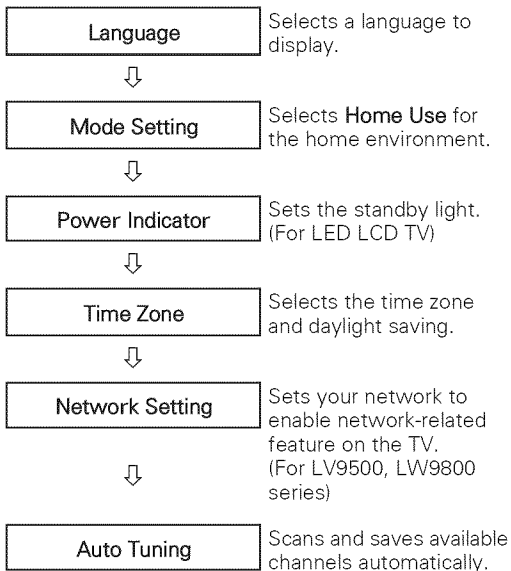 Language
Selects a language to
display.
Mode Setting
Selects Home Use for
the home environment.
Power Indicator
Sets the standby light.
(For LED LCD TV)
Time Zone
Selects the time zone
and daylight saving.
Network Setting
Sets your network to
enable network-related
feature on the TV.
(For LV9500, LW9800
series)
Auto Tuning
Scans and saves available
channels automatically.